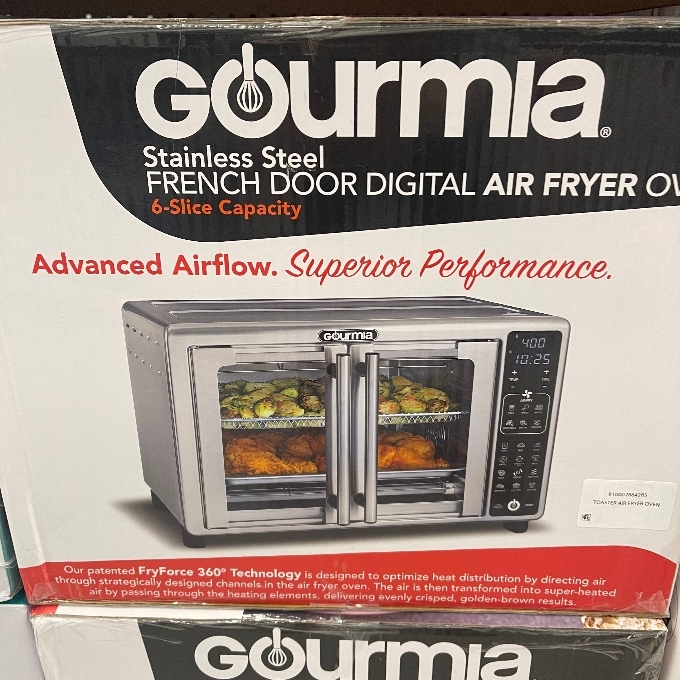 Gourmia®
Stainless Steel
FRENCH DOOR DIGITAL AIR FRYER OV
6-Slice Capacity
Advanced Airflow. Superior Performance.
Gourmia
400
10:25
TOASTER AIR FRYER OVEN
Our patented FryForce 360° Technology is designed to optimize heat distribution by directing air
through strategically designed channels in the air fryer oven. The air is then transformed into super-heated
air by passing through the heating elements, delivering evenly crisped, golden-brown results.
Gourmia